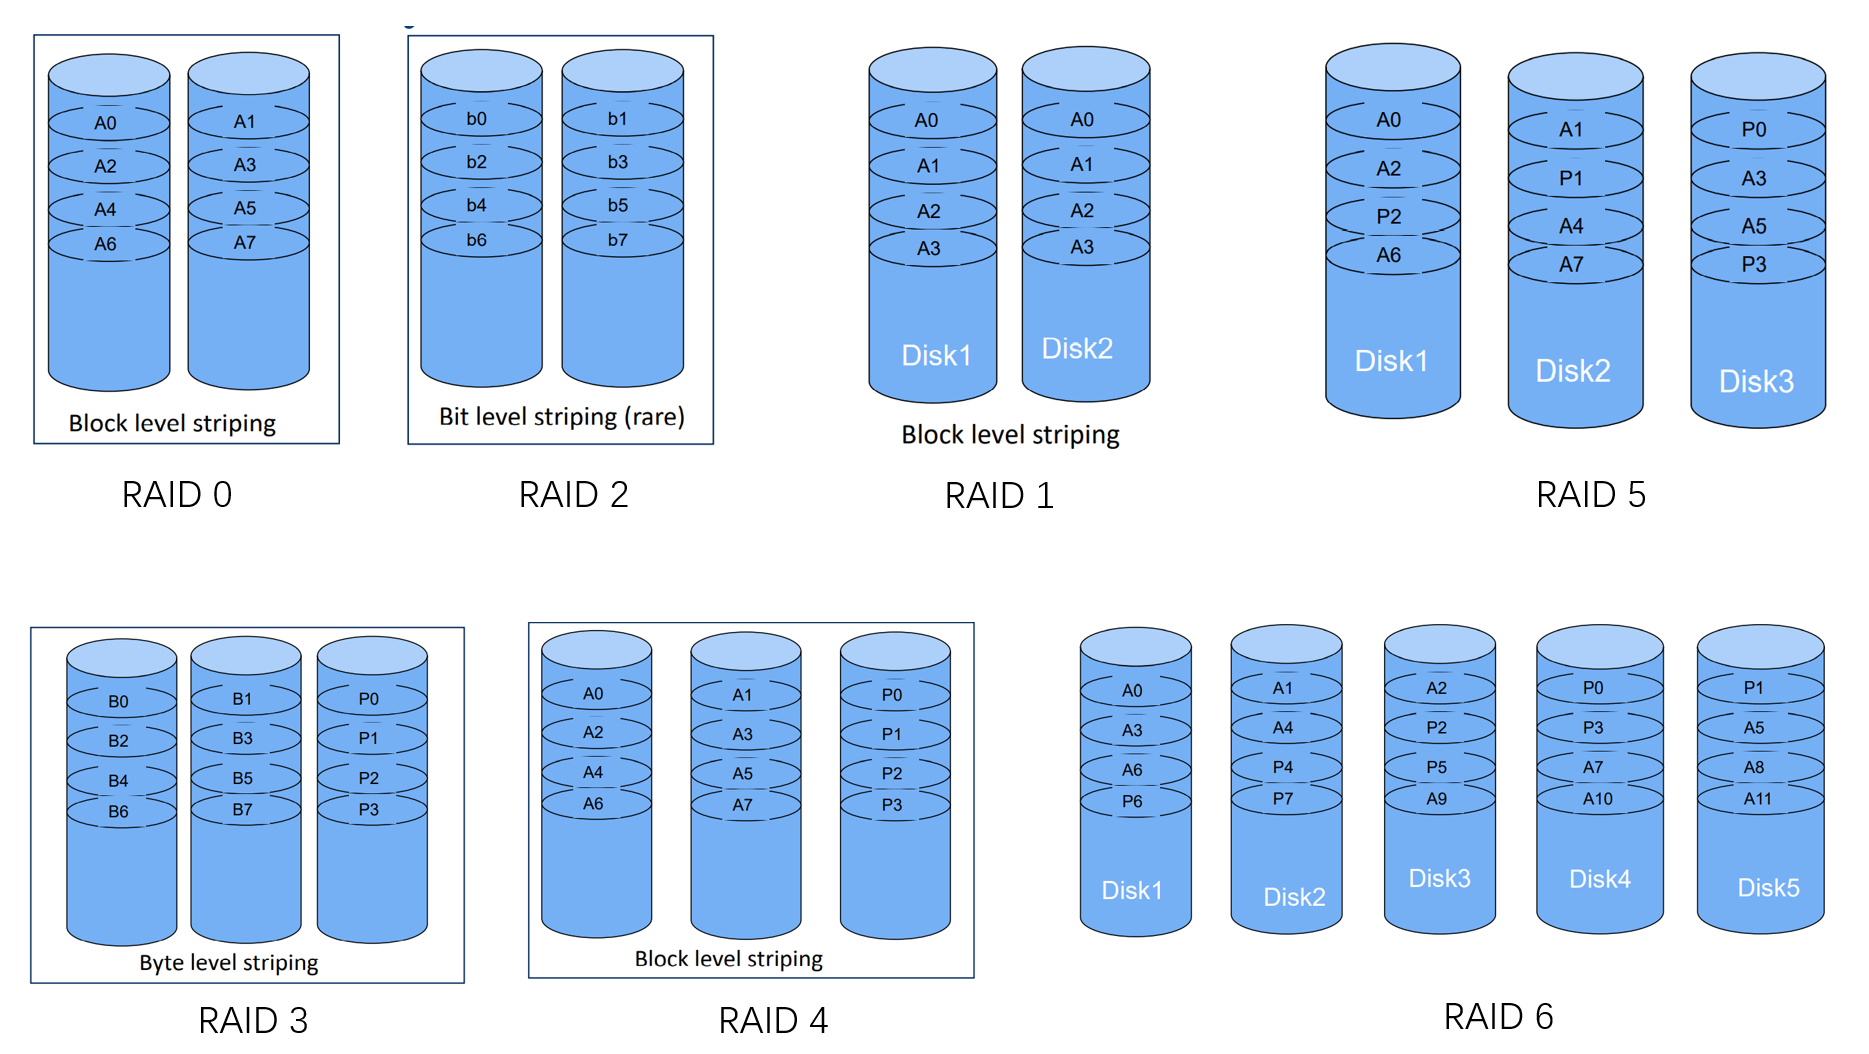 A0 A1
A2 A3
A4 A5
A6 A7
Block level striping
RAID 0
b0 b1
b2 b3
b4 b5
b6 b7
Bit level striping (rare)
RAID 2
A0 A0
A1 A1
A2 A2
A3 A3
Disk1 Disk2
Block level striping
RAID 1
A0 A1 P0
A2 P1 A3
P2 A4 A5
A6 A7 P3
Disk1 Disk2 Disk3
RAID 5
B0 B1 P0
B2 B3 P1
B4 B5 P2
B6 B7 P3
Byte level striping
RAID 3
A0 A1 P0
A2 A3 P1
A4 A5 P2
A6 A7 P3
Block level striping
RAID 4
A0 A1 A2 P0 P1
A3 A4 P2 P3 A5
A6 P4 P5 A7 A8
P6 P7 A9 A10 A11
Disk1 Disk2 Disk3 Disk4 Disk5
RAID 6